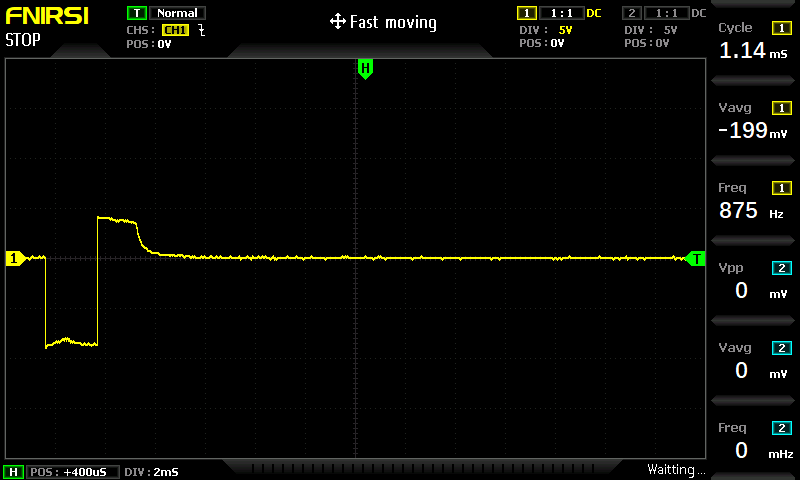 FNIRSI
STOP
T Normal
CHS: CH1
POS:0V
Fast moving
1 1:1 DC
DIV: 5V
POS:0V
2 1:1 DC
DIV: 5V
POS:0V
H
1
T
Cycle 1
1.14 mS
Vavg 1
-199 mV
Freq 1
875 Hz
Vpp 2
0 mV
Vavg 2
0 mV
Freq 2
0 mHz
H POS: +400uS DIV:2mS
Waitting...